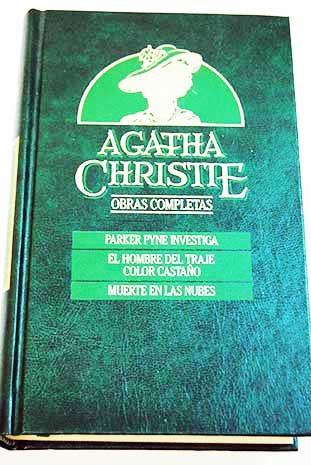 AGATHA
CHRISTIE
OBRAS COMPLETAS
PARKER PYNE INVESTIGA
EL HOMBRE DEL TRAJE
COLOR CASTAÑO
MUERTE EN LAS NUBES